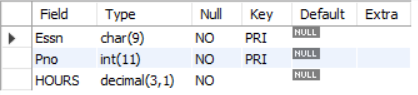 Field Type Null Key Default Extra
Essn char(9) NO PRI NULL
Pno int(11) NO PRI NULL
HOURS decimal(3,1) NO NULL